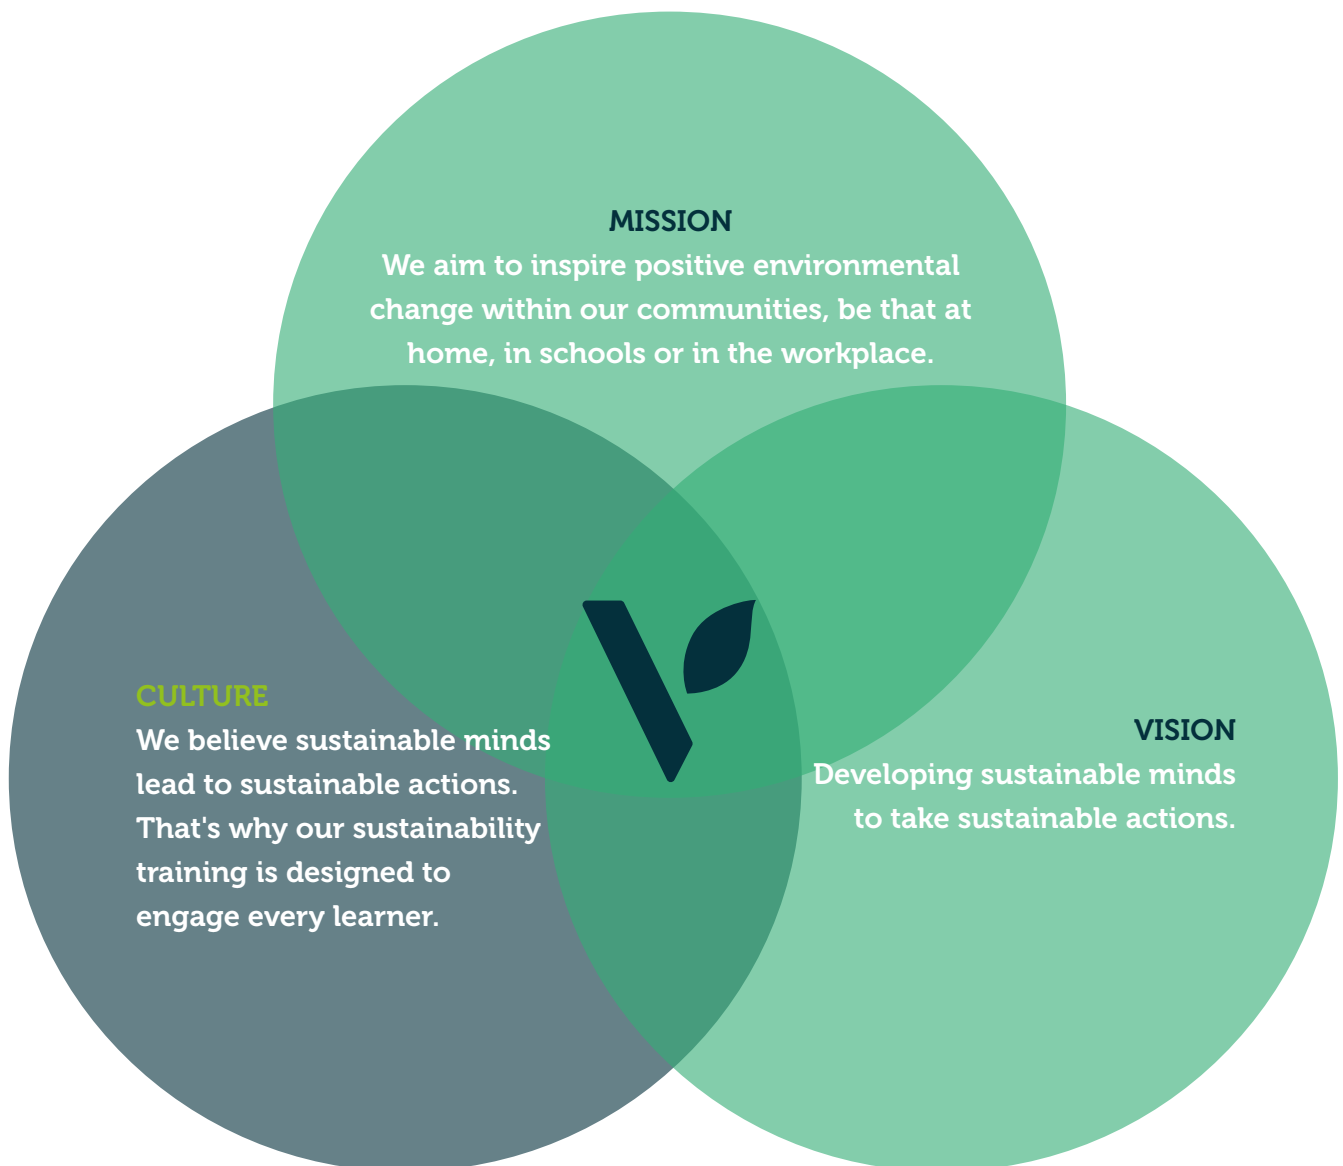 MISSION
We aim to inspire positive environmental
change within our communities, be that at
home, in schools or in the workplace.
CULTURE
We believe sustainable minds
lead to sustainable actions.
That's why our sustainability
training is designed to
engage every learner.
VISION
Developing sustainable minds
to take sustainable actions.